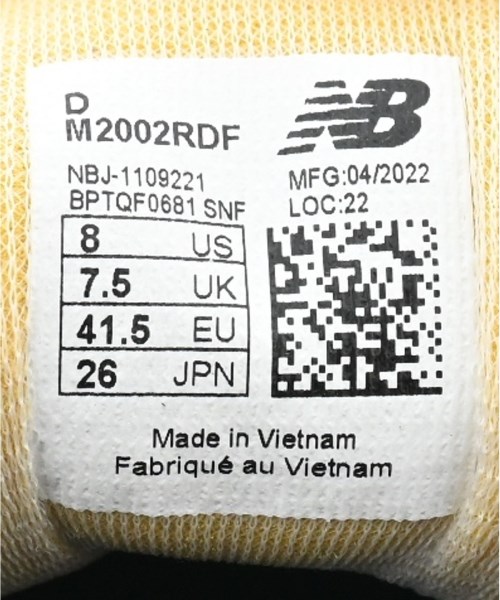 D
M2002RDF
NB
NBJ-1109221
BPTQF0681 SNF
MFG:04/2022
LOC:22
8 US
7.5 UK
41.5 EU
26 JPN
Made in Vietnam
Fabriqué au Vietnam